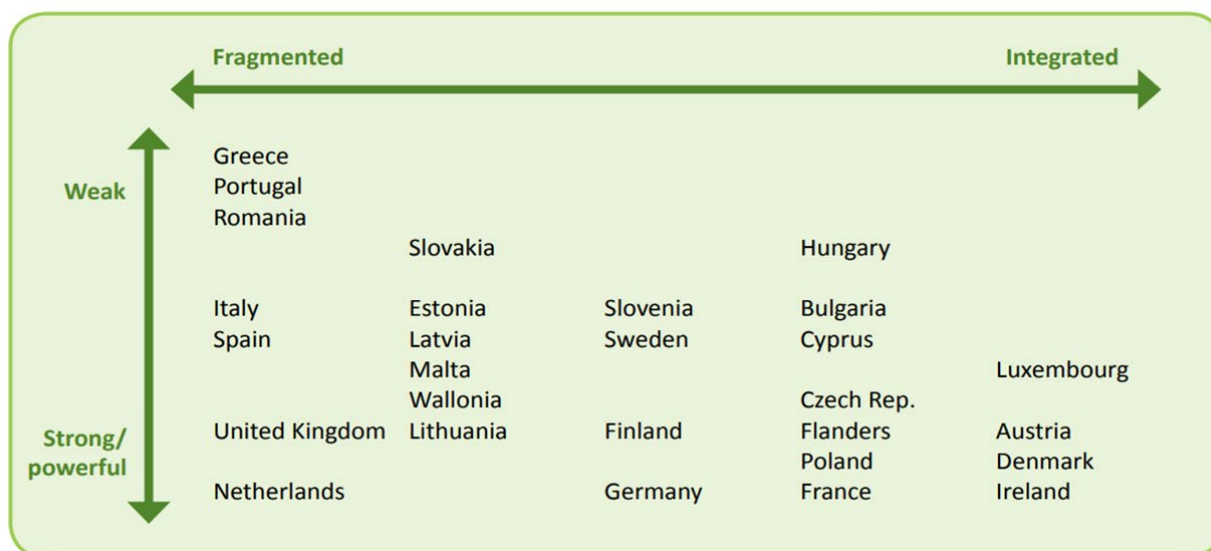 Fragmented Integrated
Weak
Greece
Portugal
Romania
Slovakia Hungary
Italy Estonia Slovenia Bulgaria
Spain Latvia Sweden Cyprus
Malta Luxembourg
Wallonia Czech Rep.
Strong/
powerful
United Kingdom Lithuania Finland Flanders Austria
Poland Denmark
Netherlands Germany France Ireland